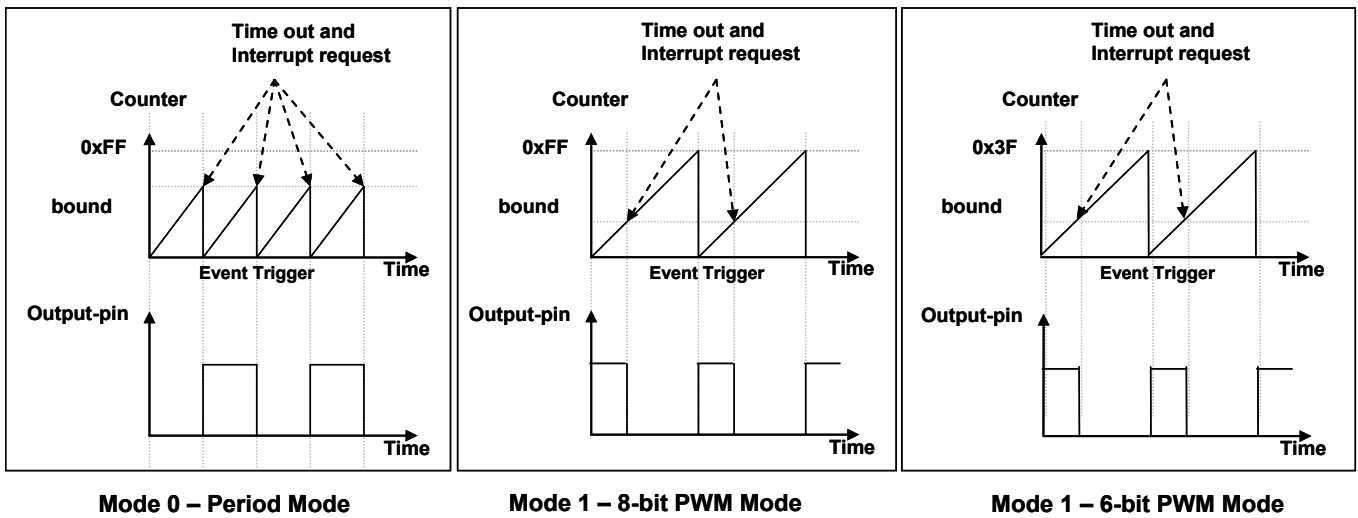 Time out and
Interrupt request
Counter
0xFF
bound
Event Trigger
Time
Output-pin
Time
Mode 0 – Period Mode
Time out and
Interrupt request
Counter
0xFF
bound
Event Trigger
Time
Output-pin
Time
Mode 1 – 8-bit PWM Mode
Time out and
Interrupt request
Counter
0x3F
bound
Event Trigger
Time
Output-pin
Time
Mode 1 – 6-bit PWM Mode